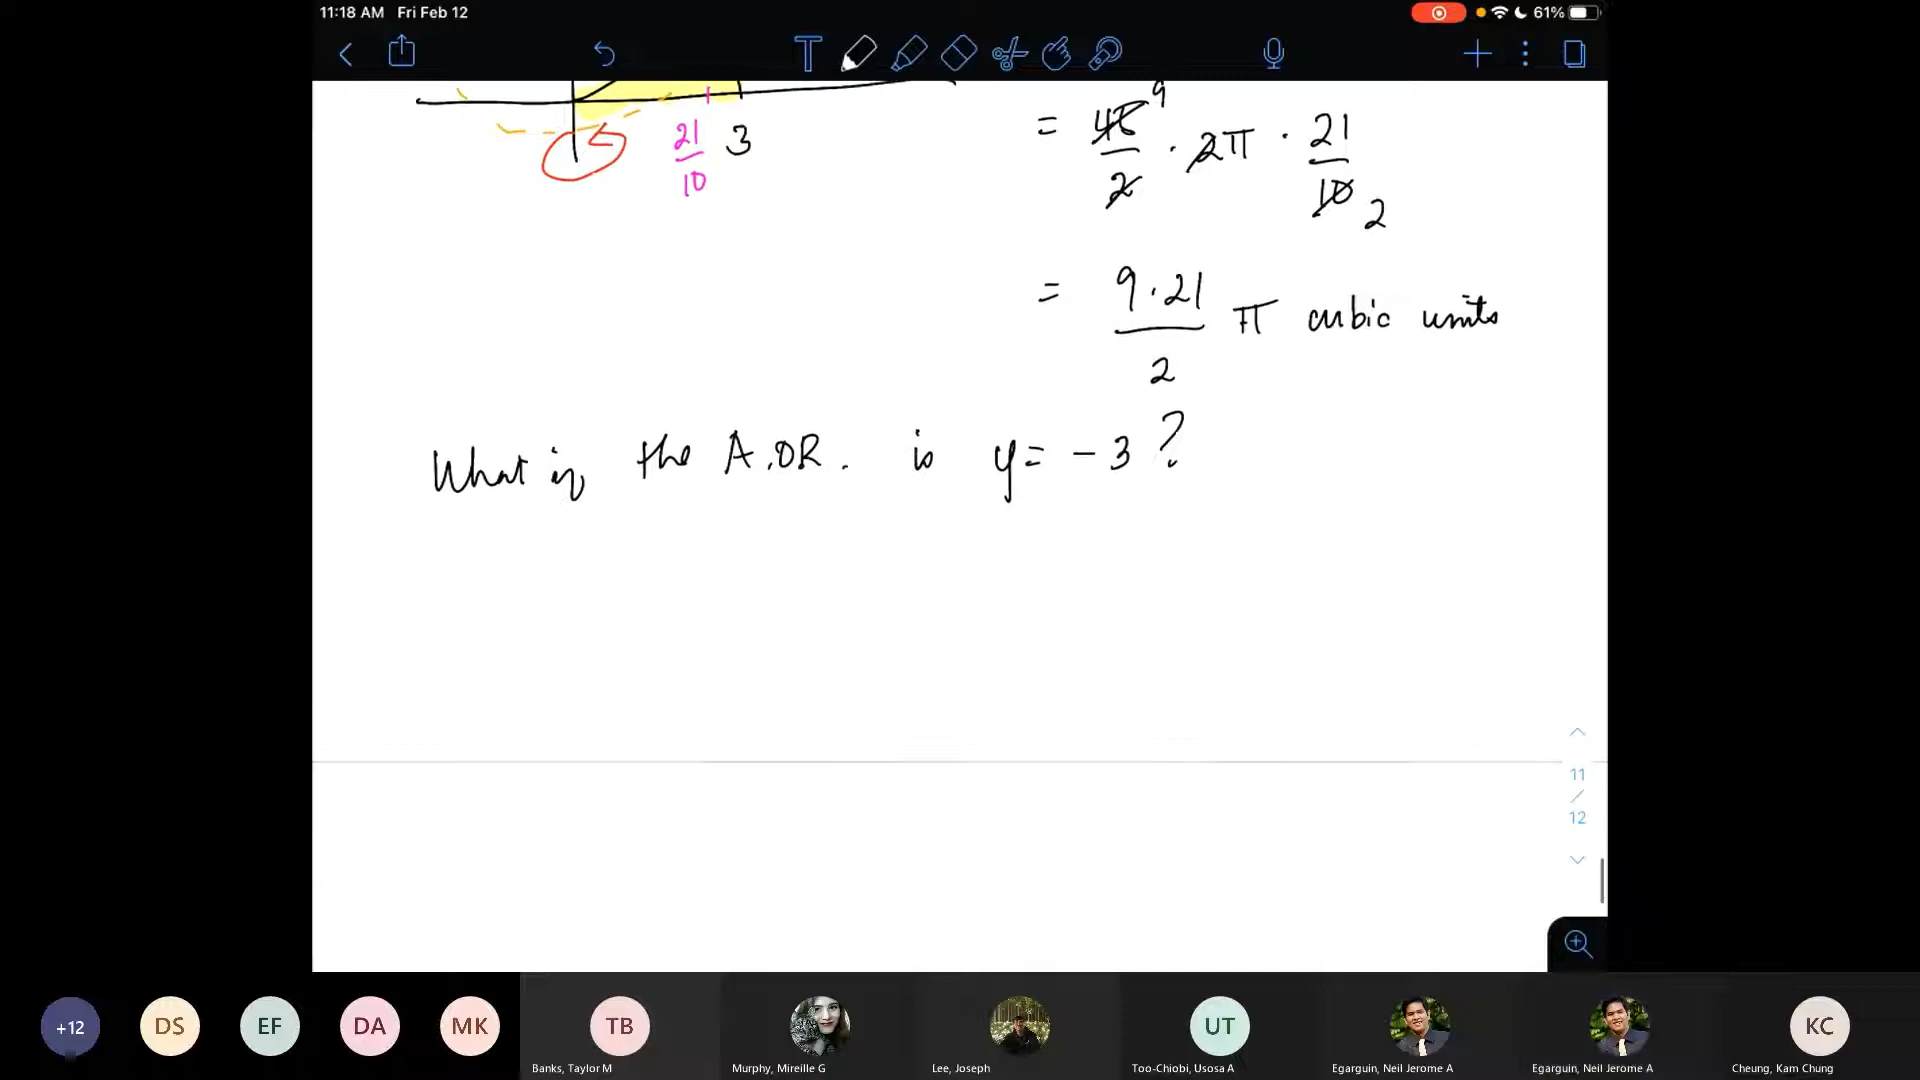 11:18 AM Fri Feb 12
61%
21/10 3
= 45/2 9 · 2π · 21/10 2
= 9·21/2 π cubic units
What if the A.OR. is y = -3?
11
/
12
+12
DS
EF
DA
MK
TB
UT
KC
Banks, Taylor M
Murphy, Mireille G
Lee, Joseph
Too-Chiobi, Usosa A
Egarguin, Neil Jerome A
Egarguin, Neil Jerome A
Cheung, Kam Chung